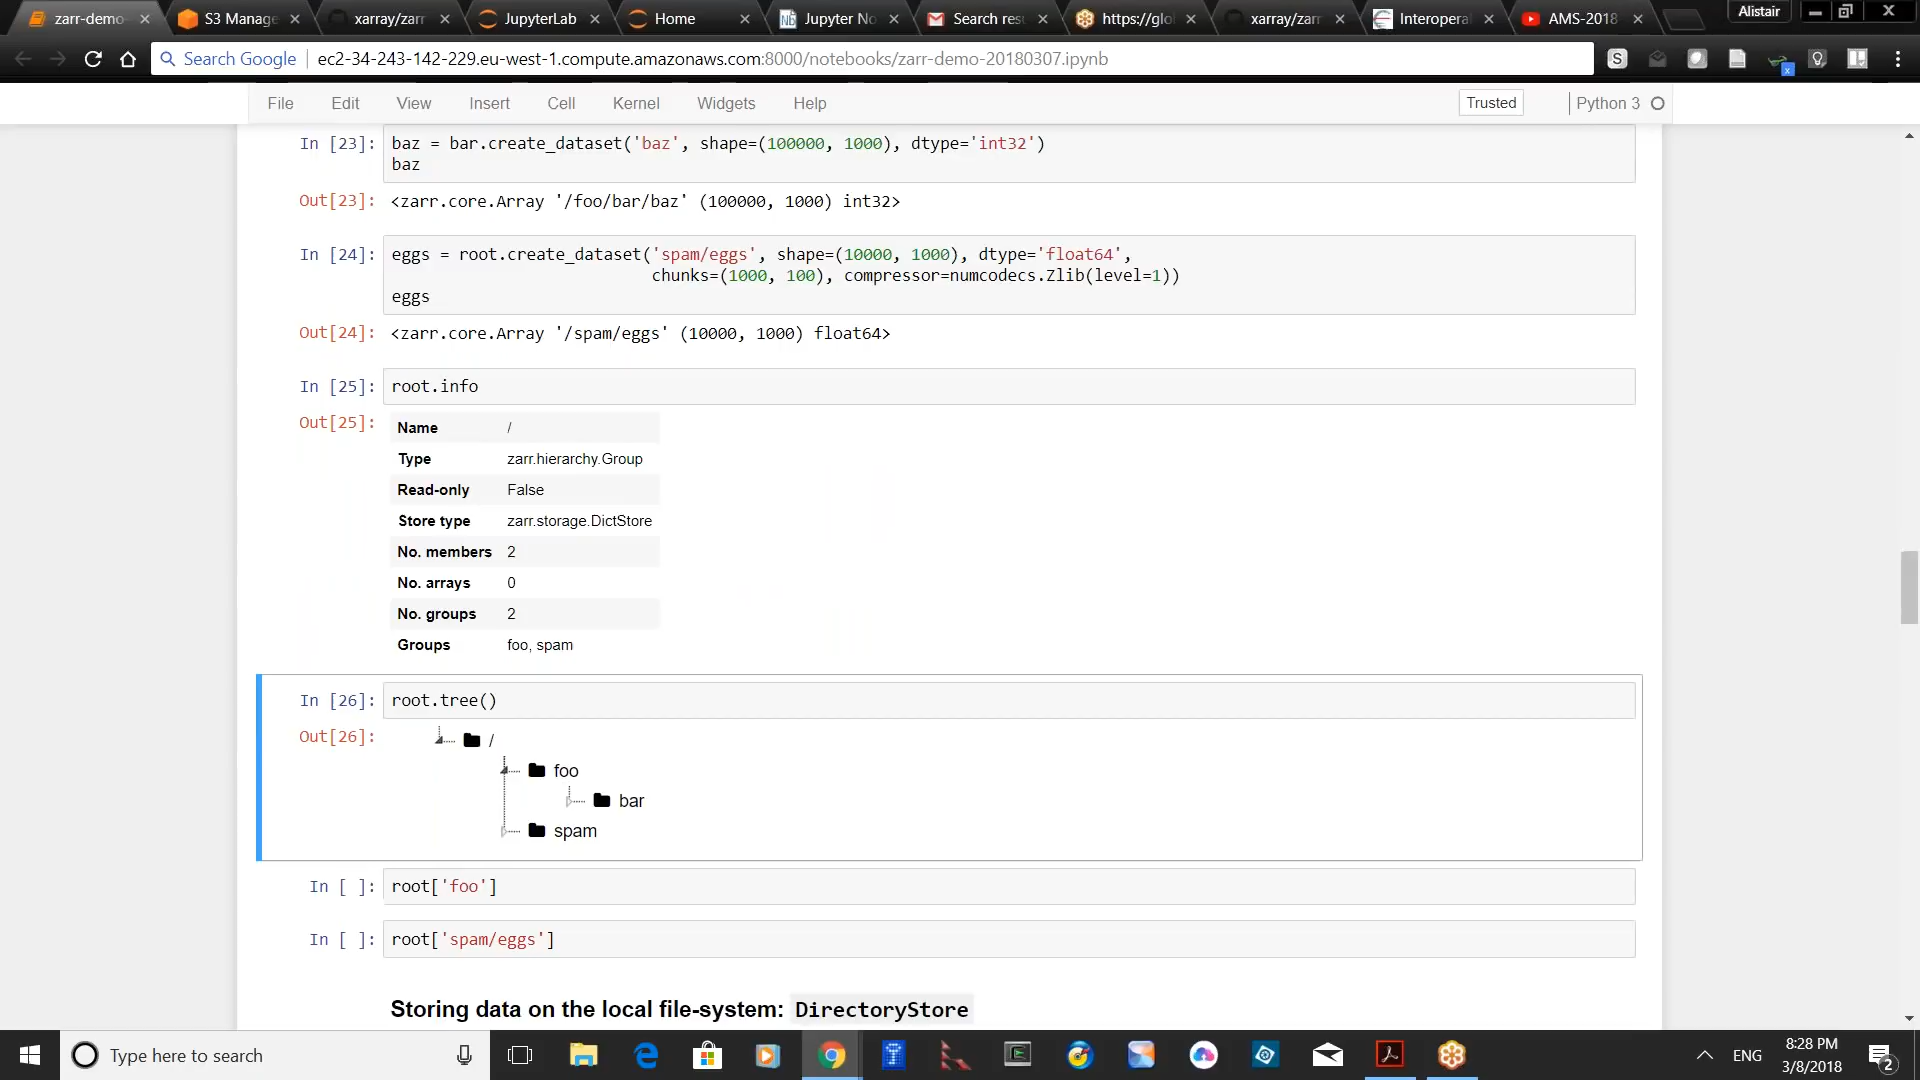 zarr-demo-
S3 Manage
xarray/zarr
JupyterLab
Home
Jupyter No
Search res
https://glo
xarray/zarr
Interopera
AMS-2018
Alistair
Search Google
ec2-34-243-142-229.eu-west-1.compute.amazonaws.com:8000/notebooks/zarr-demo-20180307.ipynb
File Edit View Insert Cell Kernel Widgets Help
Trusted
Python 3
In [23]: baz = bar.create_dataset('baz', shape=(100000, 1000), dtype='int32')
baz
Out[23]: <zarr.core.Array '/foo/bar/baz' (100000, 1000) int32>
In [24]: eggs = root.create_dataset('spam/eggs', shape=(10000, 1000), dtype='float64',
chunks=(1000, 100), compressor=numcodecs.Zlib(level=1))
eggs
Out[24]: <zarr.core.Array '/spam/eggs' (10000, 1000) float64>
In [25]: root.info
Out[25]:
Name /
Type zarr.hierarchy.Group
Read-only False
Store type zarr.storage.DictStore
No. members 2
No. arrays 0
No. groups 2
Groups foo, spam
In [26]: root.tree()
Out[26]: /
foo
bar
spam
In [ ]: root['foo']
In [ ]: root['spam/eggs']
Storing data on the local file-system: DirectoryStore
Type here to search
ENG
8:28 PM
3/8/2018
2